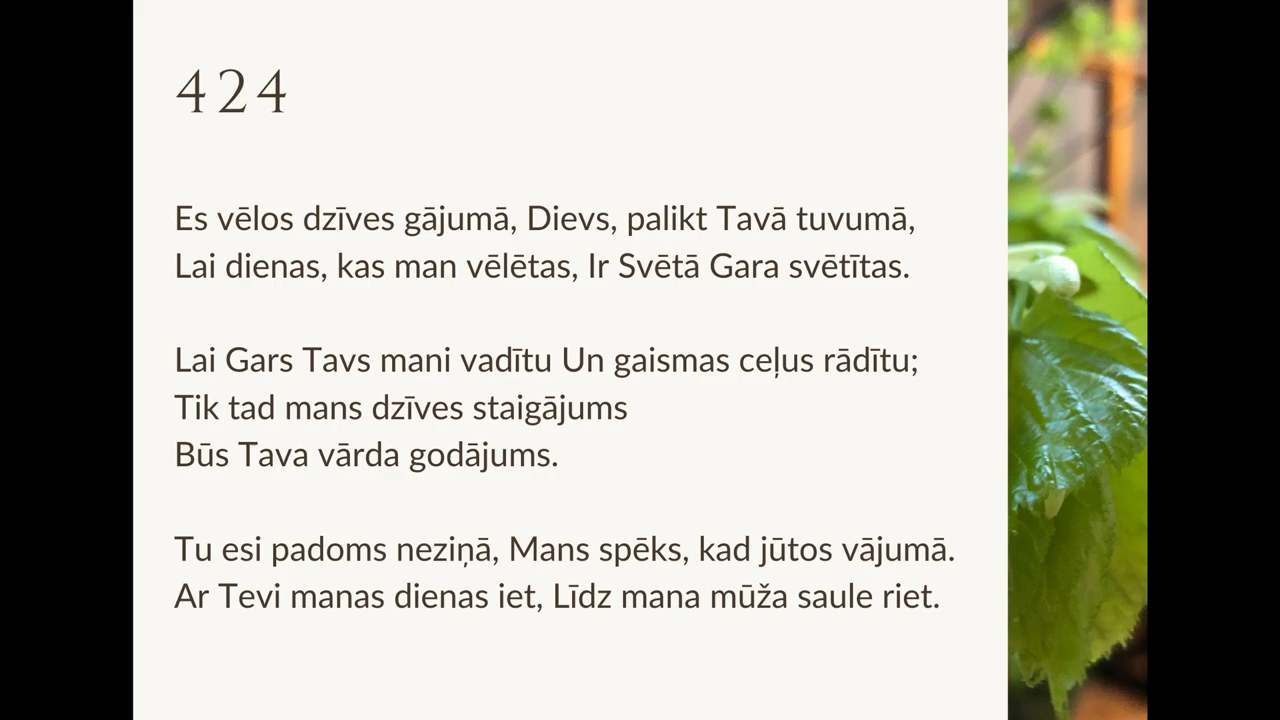 424
Es vēlos dzīves gājumā, Dievs, palikt Tavā tuvumā,
Lai dienas, kas man vēlētas, Ir Svētā Gara svētītas.
Lai Gars Tavs mani vadītu Un gaismas ceļus rādītu;
Tik tad mans dzīves staigājums
Būs Tava vārda godājums.
Tu esi padoms neziņā, Mans spēks, kad jūtos vājumā.
Ar Tevi manas dienas iet, Līdz mana mūža saule riet.